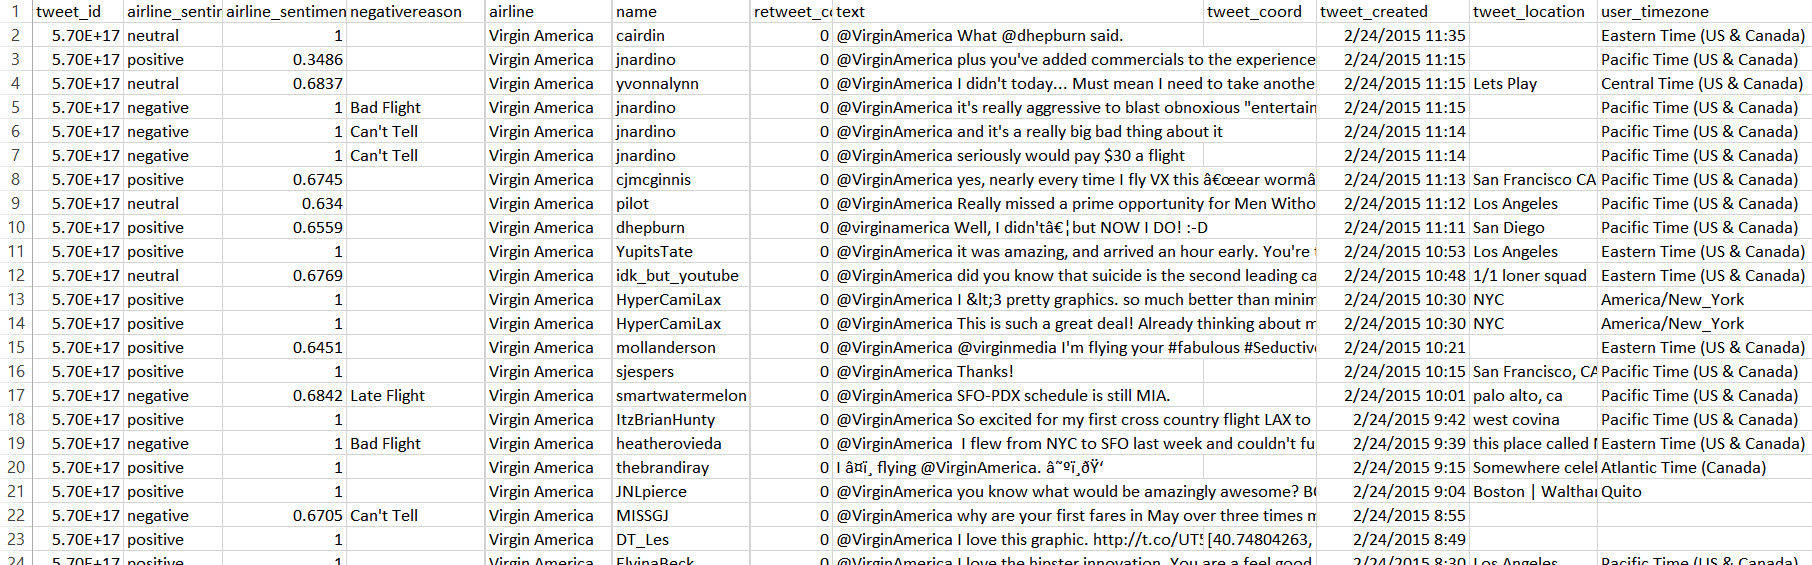 1 tweet_id airline_sentir airline_sentimen negativereason airline name retweet_co text tweet_coord tweet_created tweet_location user_timezone
2 5.70E+17 neutral 1 Virgin America cairdin 0 @VirginAmerica What @dhepburn said. 2/24/2015 11:35 Eastern Time (US & Canada)
3 5.70E+17 positive 0.3486 Virgin America jnardino 0 @VirginAmerica plus you've added commercials to the experience 2/24/2015 11:15 Pacific Time (US & Canada)
4 5.70E+17 neutral 0.6837 Virgin America yvonnalynn 0 @VirginAmerica I didn't today... Must mean I need to take anothe 2/24/2015 11:15 Lets Play Central Time (US & Canada)
5 5.70E+17 negative 1 Bad Flight Virgin America jnardino 0 @VirginAmerica it's really aggressive to blast obnoxious "entertain 2/24/2015 11:15 Pacific Time (US & Canada)
6 5.70E+17 negative 1 Can't Tell Virgin America jnardino 0 @VirginAmerica and it's a really big bad thing about it 2/24/2015 11:14 Pacific Time (US & Canada)
7 5.70E+17 negative 1 Can't Tell Virgin America jnardino 0 @VirginAmerica seriously would pay $30 a flight 2/24/2015 11:14 Pacific Time (US & Canada)
8 5.70E+17 positive 0.6745 Virgin America cjmcginnis 0 @VirginAmerica yes, nearly every time I fly VX this â€œear wormâ 2/24/2015 11:13 San Francisco CA Pacific Time (US & Canada)
9 5.70E+17 neutral 0.634 Virgin America pilot 0 @VirginAmerica Really missed a prime opportunity for Men Witho 2/24/2015 11:12 Los Angeles Pacific Time (US & Canada)
10 5.70E+17 positive 0.6559 Virgin America dhepburn 0 @virginamerica Well, I didn'tâ€¦but NOW I DO! :-D 2/24/2015 11:11 San Diego Pacific Time (US & Canada)
11 5.70E+17 positive 1 Virgin America YupitsTate 0 @VirginAmerica it was amazing, and arrived an hour early. You're t 2/24/2015 10:53 Los Angeles Eastern Time (US & Canada)
12 5.70E+17 neutral 0.6769 Virgin America idk_but_youtube 0 @VirginAmerica did you know that suicide is the second leading ca 2/24/2015 10:48 1/1 loner squad Eastern Time (US & Canada)
13 5.70E+17 positive 1 Virgin America HyperCamiLax 0 @VirginAmerica I &lt;3 pretty graphics. so much better than minim 2/24/2015 10:30 NYC America/New_York
14 5.70E+17 positive 1 Virgin America HyperCamiLax 0 @VirginAmerica This is such a great deal! Already thinking about m 2/24/2015 10:30 NYC America/New_York
15 5.70E+17 positive 0.6451 Virgin America mollanderson 0 @VirginAmerica @virginmedia I'm flying your #fabulous #Seductiv 2/24/2015 10:21 Eastern Time (US & Canada)
16 5.70E+17 positive 1 Virgin America sjespers 0 @VirginAmerica Thanks! 2/24/2015 10:15 San Francisco, CA Pacific Time (US & Canada)
17 5.70E+17 negative 0.6842 Late Flight Virgin America smartwatermelon 0 @VirginAmerica SFO-PDX schedule is still MIA. 2/24/2015 10:01 palo alto, ca Pacific Time (US & Canada)
18 5.70E+17 positive 1 Virgin America ItzBrianHunty 0 @VirginAmerica So excited for my first cross country flight LAX to 2/24/2015 9:42 west covina Pacific Time (US & Canada)
19 5.70E+17 negative 1 Bad Flight Virgin America heatherovieda 0 @VirginAmerica  I flew from NYC to SFO last week and couldn't fu 2/24/2015 9:39 this place called Eastern Time (US & Canada)
20 5.70E+17 positive 1 Virgin America thebrandiray 0 I â¤ï¸ flying @VirginAmerica. â˜ºï¸ðŸ‘ 2/24/2015 9:15 Somewhere cele Atlantic Time (Canada)
21 5.70E+17 positive 1 Virgin America JNLpierce 0 @VirginAmerica you know what would be amazingly awesome? BO 2/24/2015 9:04 Boston | Waltha Quito
22 5.70E+17 negative 0.6705 Can't Tell Virgin America MISSGJ 0 @VirginAmerica why are your first fares in May over three times m 2/24/2015 8:55
23 5.70E+17 positive 1 Virgin America DT_Les 0 @VirginAmerica I love this graphic. http://t.co/UT5 [40.74804263, 2/24/2015 8:49
24 5.70E+17 positive 1 Virgin America ElvinaBeck 0 @VirginAmerica I love the hipster innovation. You are a feel good 2/24/2015 8:30 Los Angeles Pacific Time (US & Canada)